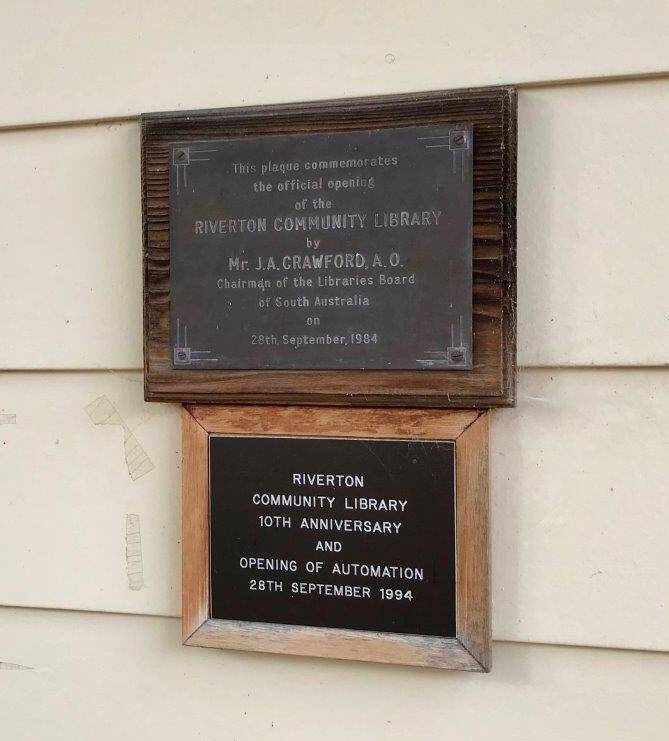 This plaque commemorates
the official opening
of the
RIVERTON COMMUNITY LIBRARY
by
Mr. J.A. CRAWFORD, A.O.
Chairman of the Libraries Board
of South Australia
on
28th. September, 1984
RIVERTON
COMMUNITY LIBRARY
10TH ANNIVERSARY
AND
OPENING OF AUTOMATION
28TH SEPTEMBER 1994